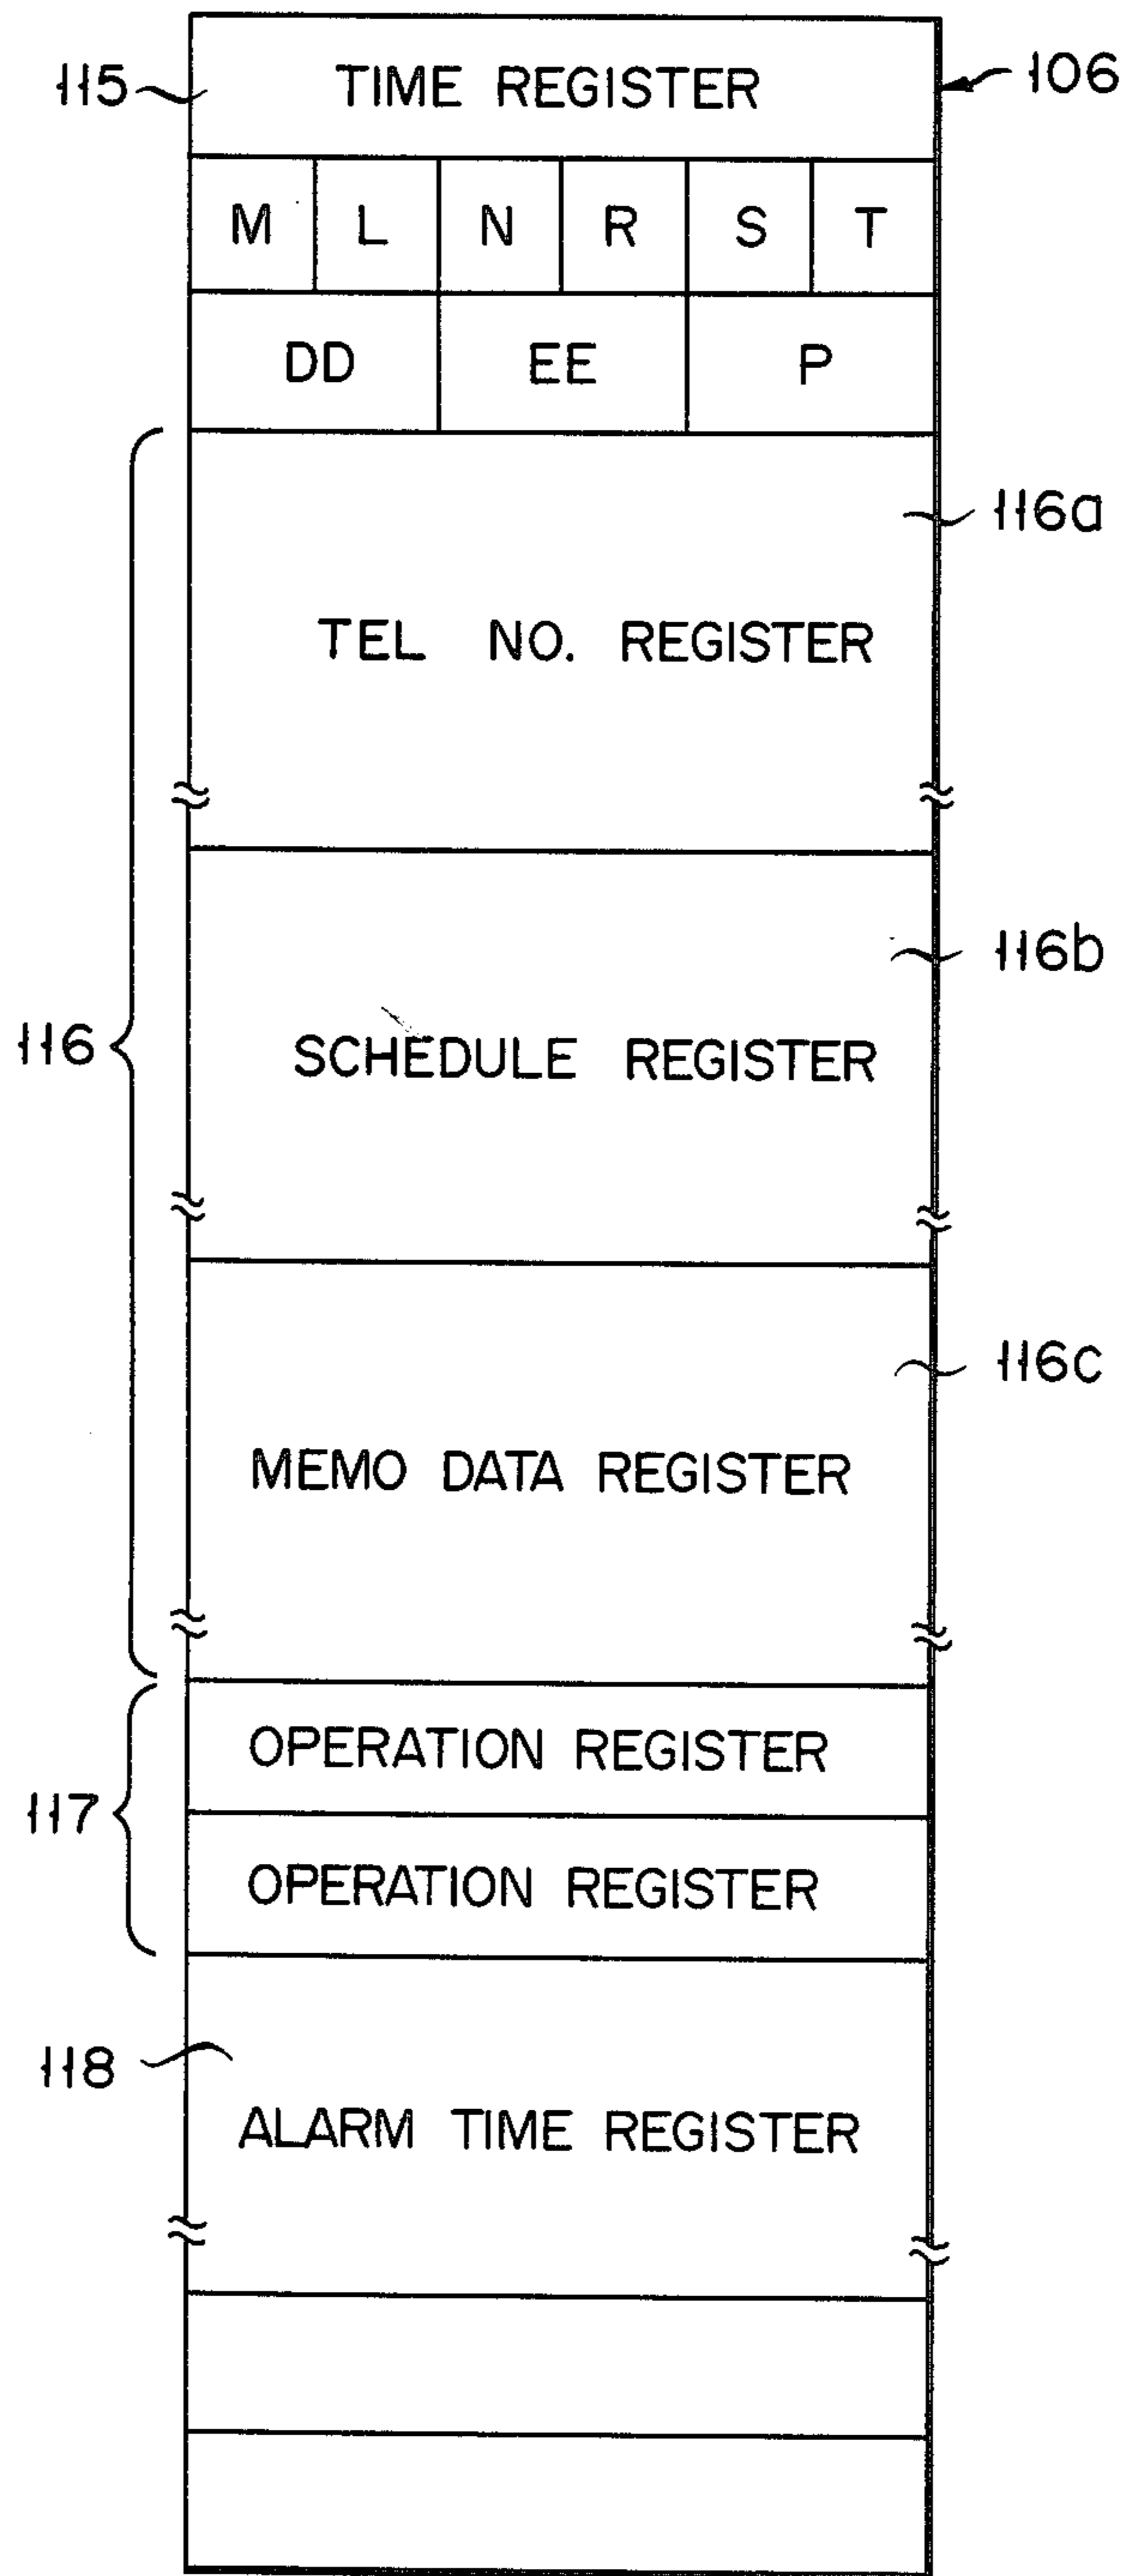 115 TIME REGISTER 106
M L N R S T
DD EE P
116a
TEL NO. REGISTER
116b
116 SCHEDULE REGISTER
116c
MEMO DATA REGISTER
OPERATION REGISTER
117
OPERATION REGISTER
118
ALARM TIME REGISTER